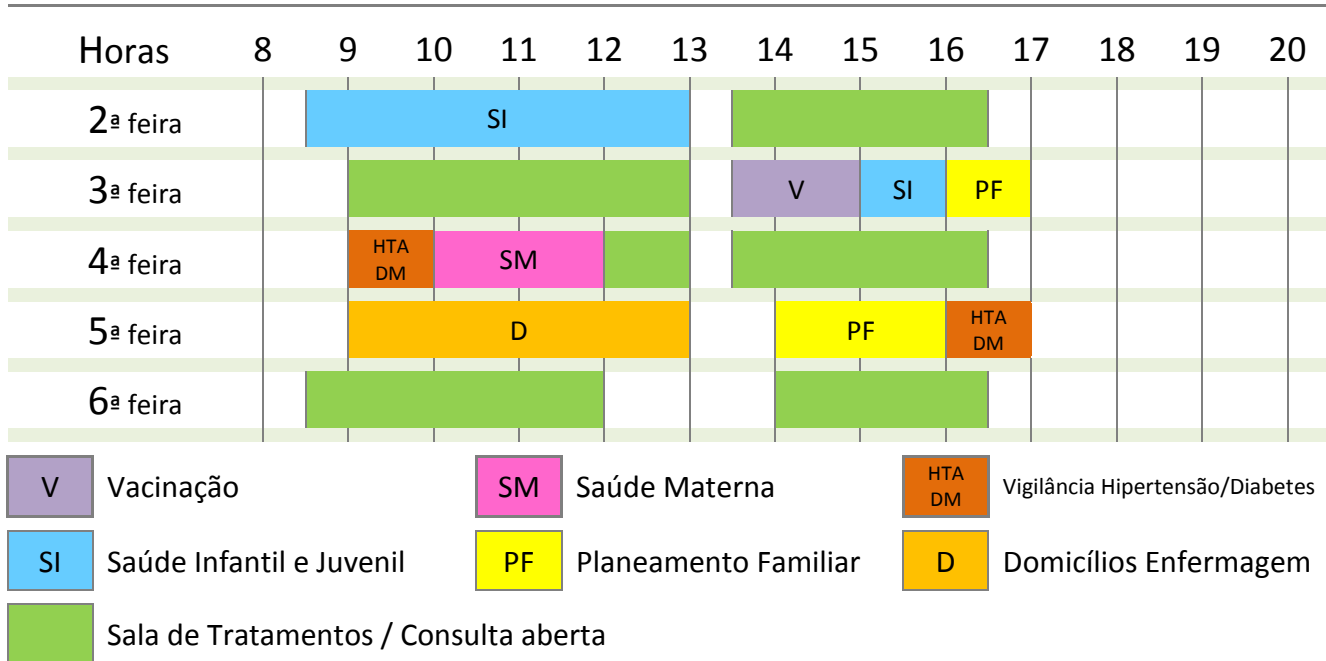 Horas 8 9 10 11 12 13 14 15 16 17 18 19 20
2ª feira SI
3ª feira V SI PF
4ª feira HTA DM SM
5ª feira D PF HTA DM
6ª feira
V Vacinação SM Saúde Materna HTA DM Vigilância Hipertensão/Diabetes
SI Saúde Infantil e Juvenil PF Planeamento Familiar D Domicílios Enfermagem
Sala de Tratamentos / Consulta aberta